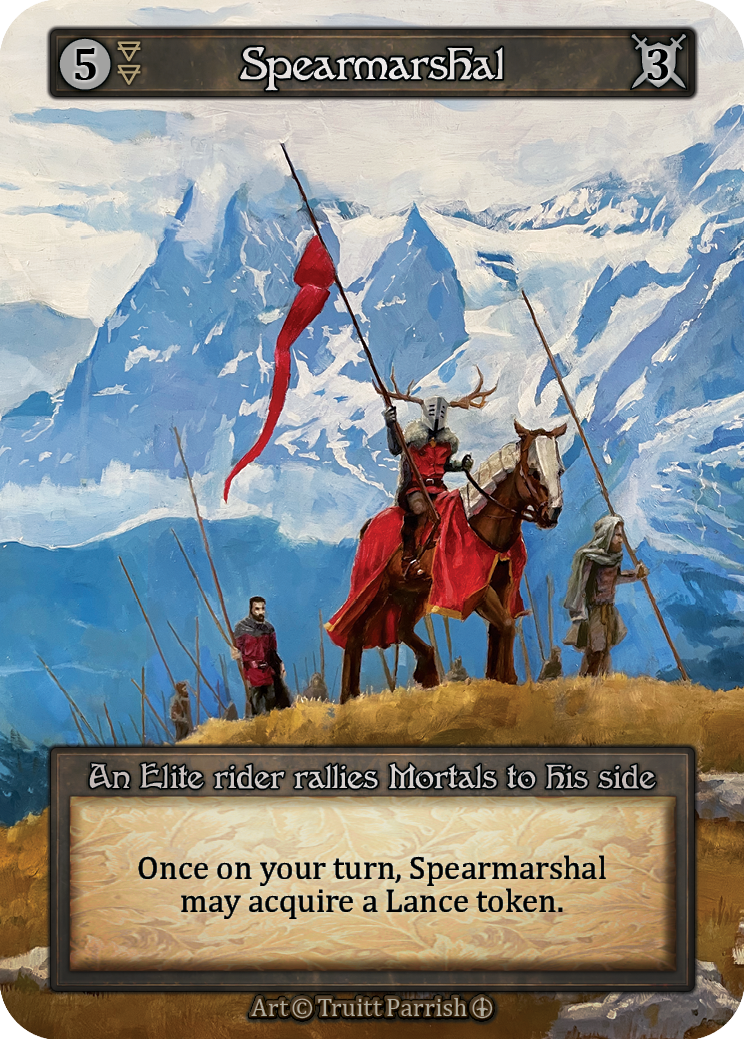 5
Spearmarshal
3
An Elite rider rallies Mortals to his side
Once on your turn, Spearmarshal
may acquire a Lance token.
Art © Truitt Parrish